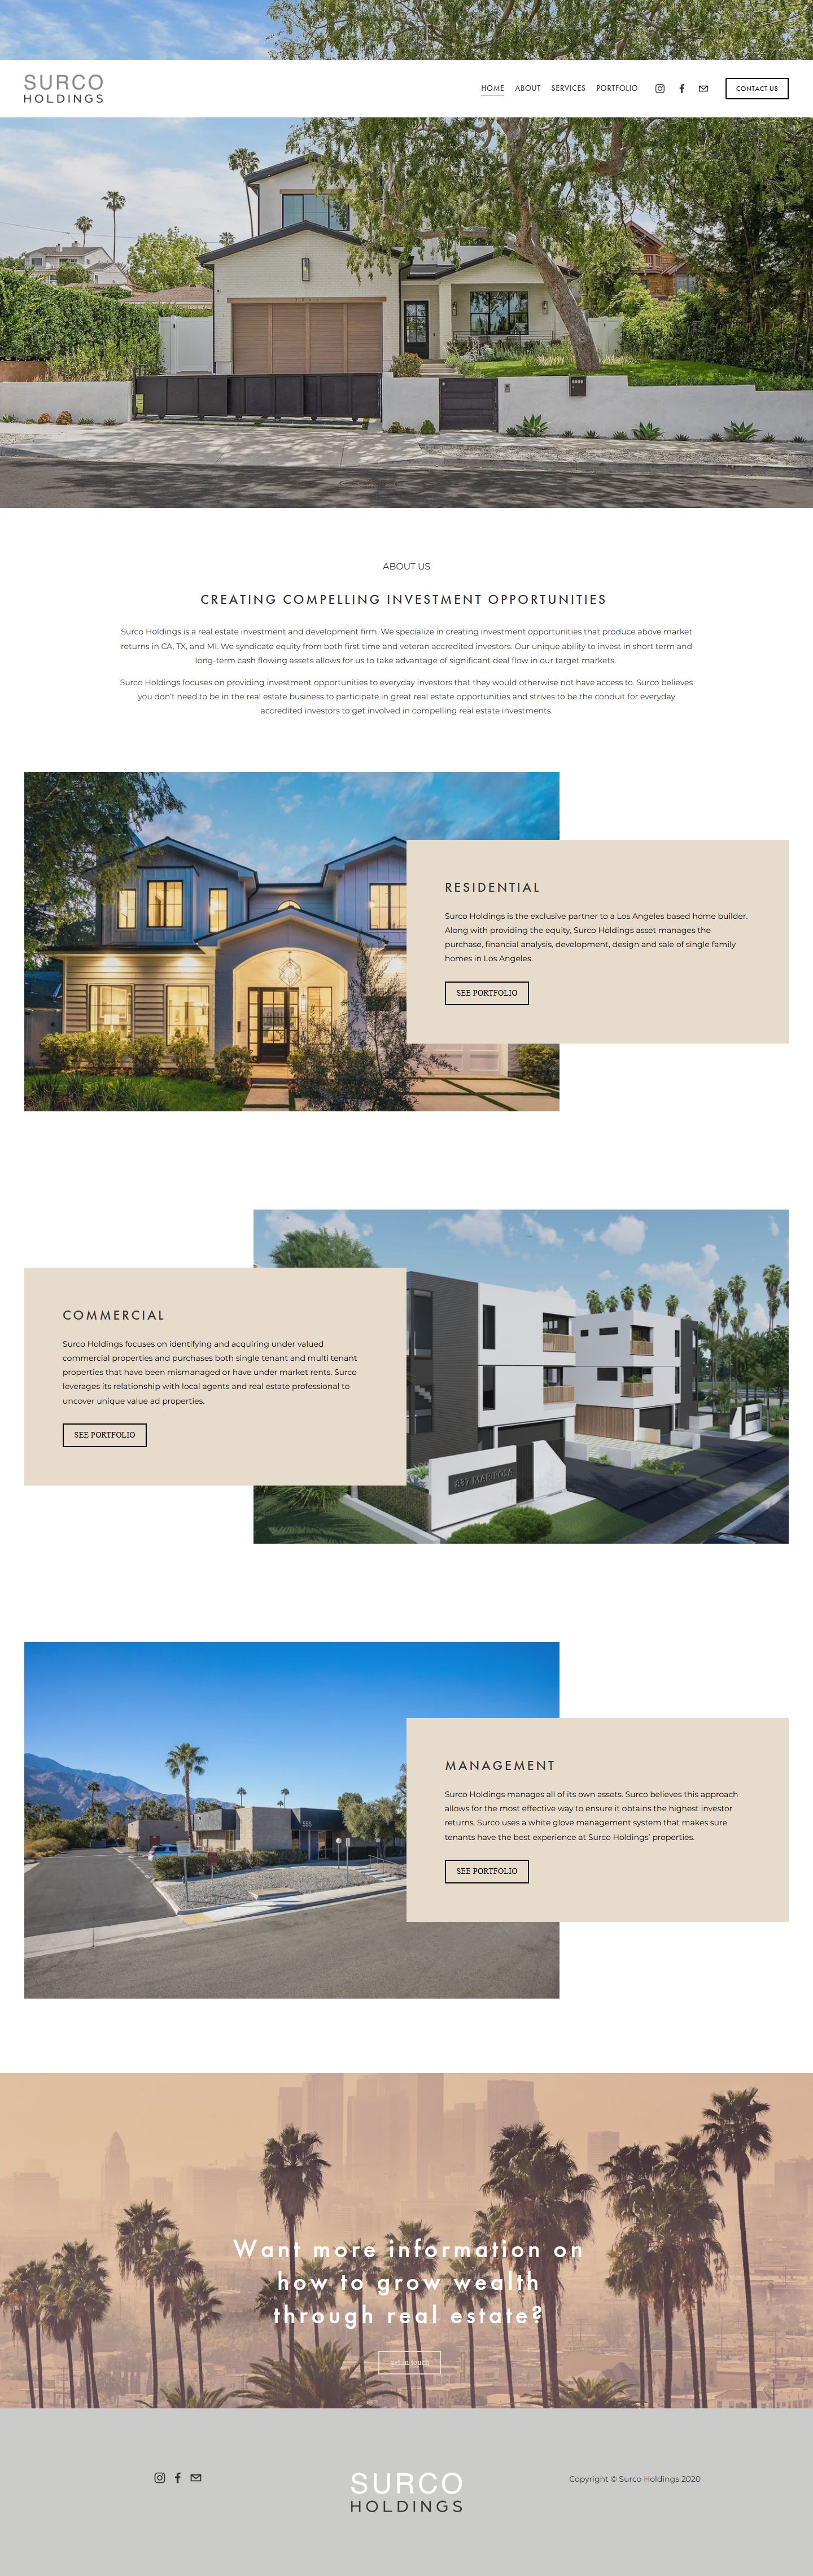 SURCO
HOLDINGS
HOME ABOUT SERVICES PORTFOLIO
CONTACT US
ABOUT US
CREATING COMPELLING INVESTMENT OPPORTUNITIES
Surco Holdings is a real estate investment and development firm. We specialize in creating investment opportunities that produce above market
returns in CA, TX, and MI. We syndicate equity from both first time and veteran accredited investors. Our unique ability to invest in short term and
long-term cash flowing assets allows for us to take advantage of significant deal flow in our target markets.
Surco Holdings focuses on providing investment opportunities to everyday investors that they would otherwise not have access to. Surco believes
you don't need to be in the real estate business to participate in great real estate opportunities and strives to be the conduit for everyday
accredited investors to get involved in compelling real estate investments.
RESIDENTIAL
Surco Holdings is the exclusive partner to a Los Angeles based home builder.
Along with providing the equity, Surco Holdings asset manages the
purchase, financial analysis, development, design and sale of single family
homes in Los Angeles.
SEE PORTFOLIO
COMMERCIAL
Surco Holdings focuses on identifying and acquiring under valued
commercial properties and purchases both single tenant and multi tenant
properties that have been mismanaged or have under market rents. Surco
leverages its relationship with local agents and real estate professional to
uncover unique value ad properties.
SEE PORTFOLIO
837 MARIPOSA
555
MANAGEMENT
Surco Holdings manages all of its own assets. Surco believes this approach
allows for the most effective way to ensure it obtains the highest investor
returns. Surco uses a white glove management system that makes sure
tenants have the best experience at Surco Holdings' properties.
SEE PORTFOLIO
Want more information on
how to grow wealth
through real estate?
get in touch
SURCO
HOLDINGS
Copyright © Surco Holdings 2020